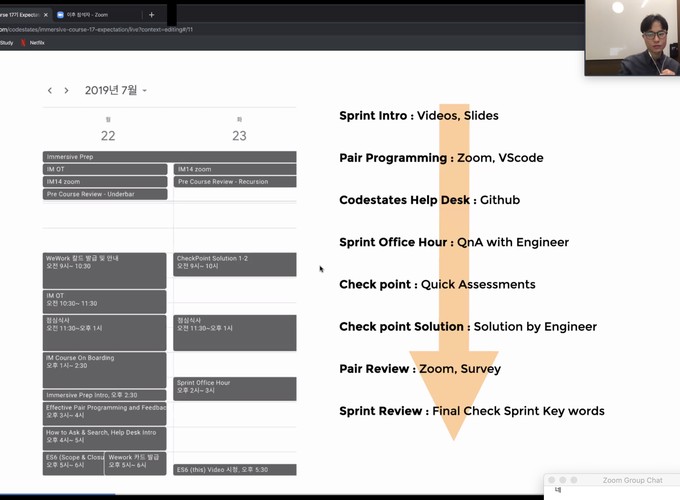 rse 177] Expectati
이후 참석자 - Zoom
om/codestates/immersive-course-17-expectation/live?context=editing#/11
Study
Netflix
2019년 7월
월
화
22
23
Immersive Prep
IM OT
IM14 zoom
IM14 zoom
Pre Course Review - Recursion
Pre Course Review - Underbar
WeWork 칼드 발급 및 안내
오전 9시~ 10:30
CheckPoint Solution 1-2
오전 9시~ 10시
IM OT
오전 10:30~ 11:30
점심식사
오전 11:30~오후 1시
점심식사
오전 11:30~오후 1시
IM Course On Boarding
오후 1시~ 2:30
Sprint Office Hour
오후 2시~ 3시
Immersive Prep Intro, 오후 2:30
Effective Pair Programming and Feedbac
오후 3시~ 4시
How to Ask & Search, Help Desk Intro
오후 4시~ 5시
ES6 (Scope & Closu
오후 5시~ 6시
Wework 카드 발급
오후 5시~ 6시
ES6 (this) Video 시청, 오후 5:30
Sprint Intro : Videos, Slides
Pair Programming : Zoom, VScode
Codestates Help Desk : Github
Sprint Office Hour : QnA with Engineer
Check point : Quick Assessments
Check point Solution : Solution by Engineer
Pair Review : Zoom, Survey
Sprint Review : Final Check Sprint Key words
Zoom Group Chat
네